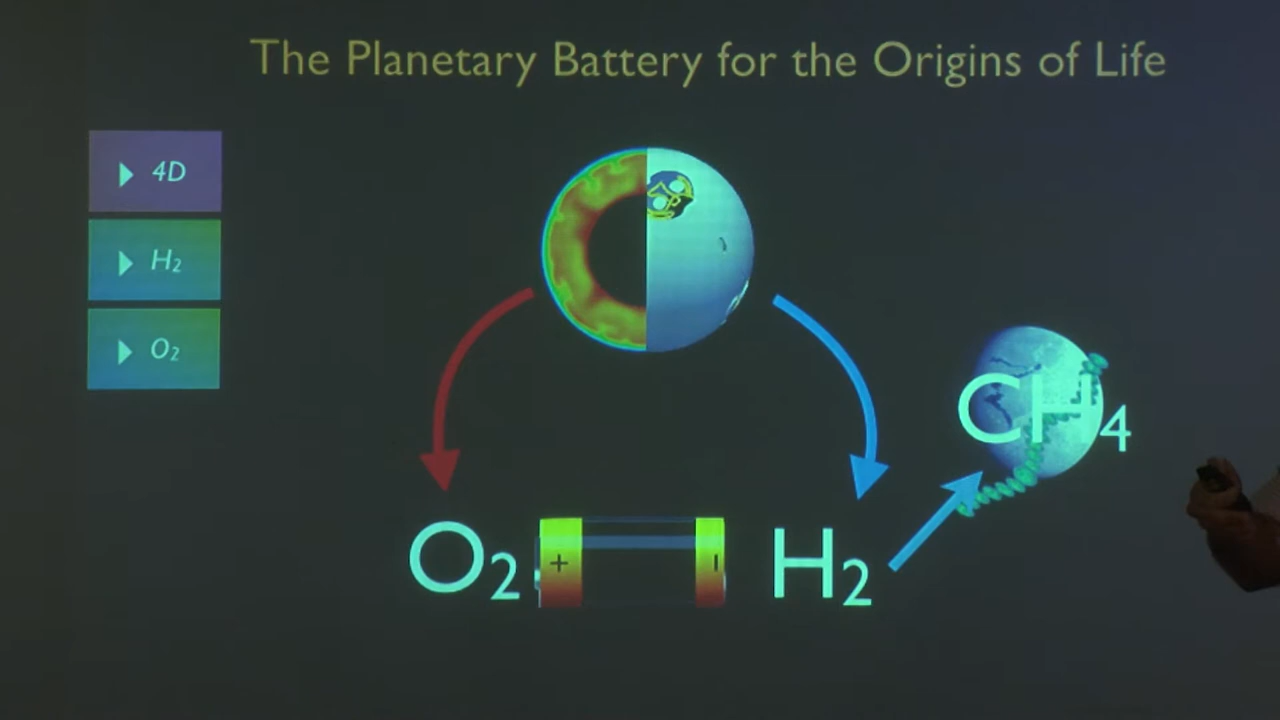 The Planetary Battery for the Origins of Life
4D
H₂
O₂
CH₄
O₂ + - H₂